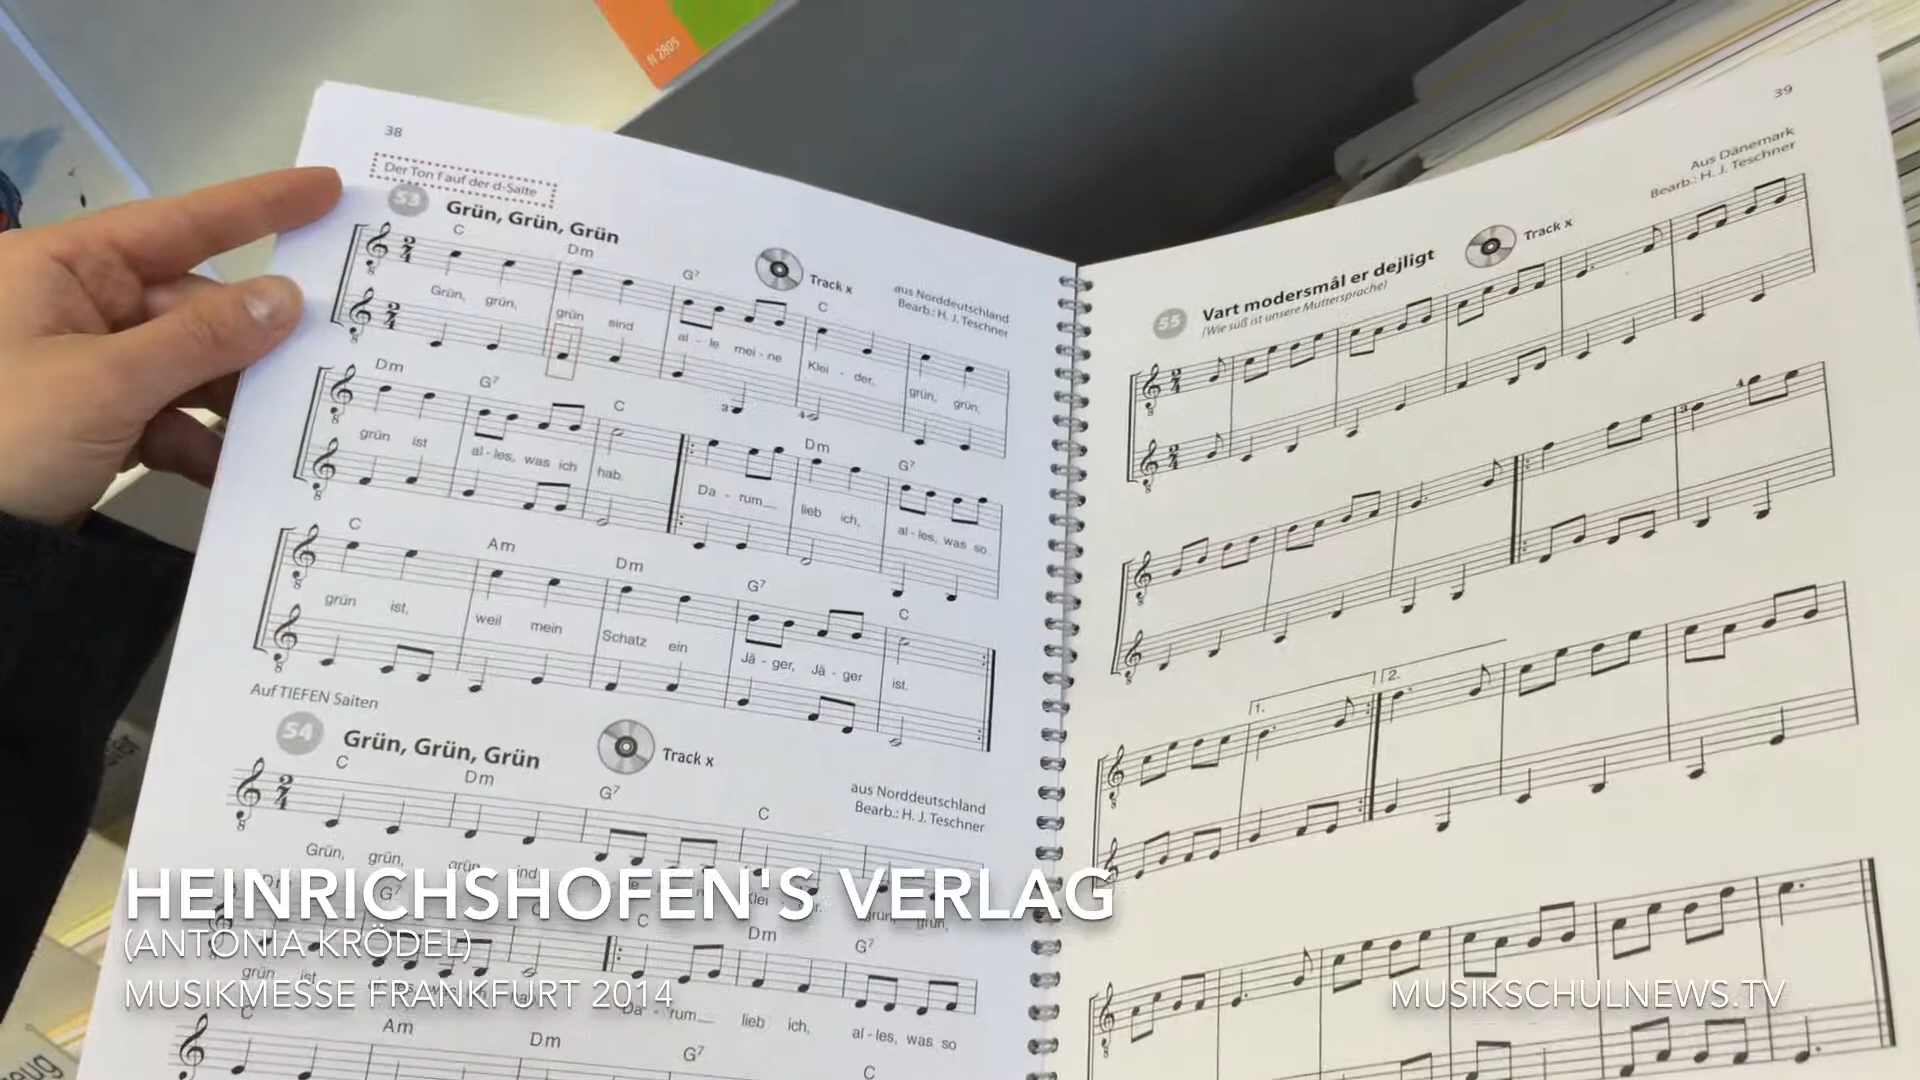 fi 2805
38
Der Ton f auf der d-Saite
53 Grün, Grün, Grün
Track x
aus Norddeutschland
Bearb.: H. J. Teschner
C Dm G7 C
Grün, grün, grün sind al - le mei - ne Klei - der, grün, grün,
Dm G7 C Dm G7
grün ist al - les, was ich hab. Da - rum lieb ich, al - les, was so
C Am Dm G7 C
grün ist, weil mein Schatz ein Jä - ger, Jä - ger ist.
Auf TIEFEN Saiten
54 Grün, Grün, Grün
Track x
aus Norddeutschland
Bearb.: H. J. Teschner
C Dm G7 C
Grün, grün, grün
G7 C Dm G7
grün ist Da - rum lieb ich, al - les, was so
C Am Dm G7 C
39
Aus Dänemark
Bearb.: H. J. Teschner
55 Vart modersmål er dejligt
(Wie süß ist unsere Muttersprache)
Track x
1. 2.
HEINRICHSHOFEN'S VERLAG
(ANTONIA KRÖDEL)
MUSIKMESSE FRANKFURT 2014
MUSIKSCHULNEWS.TV